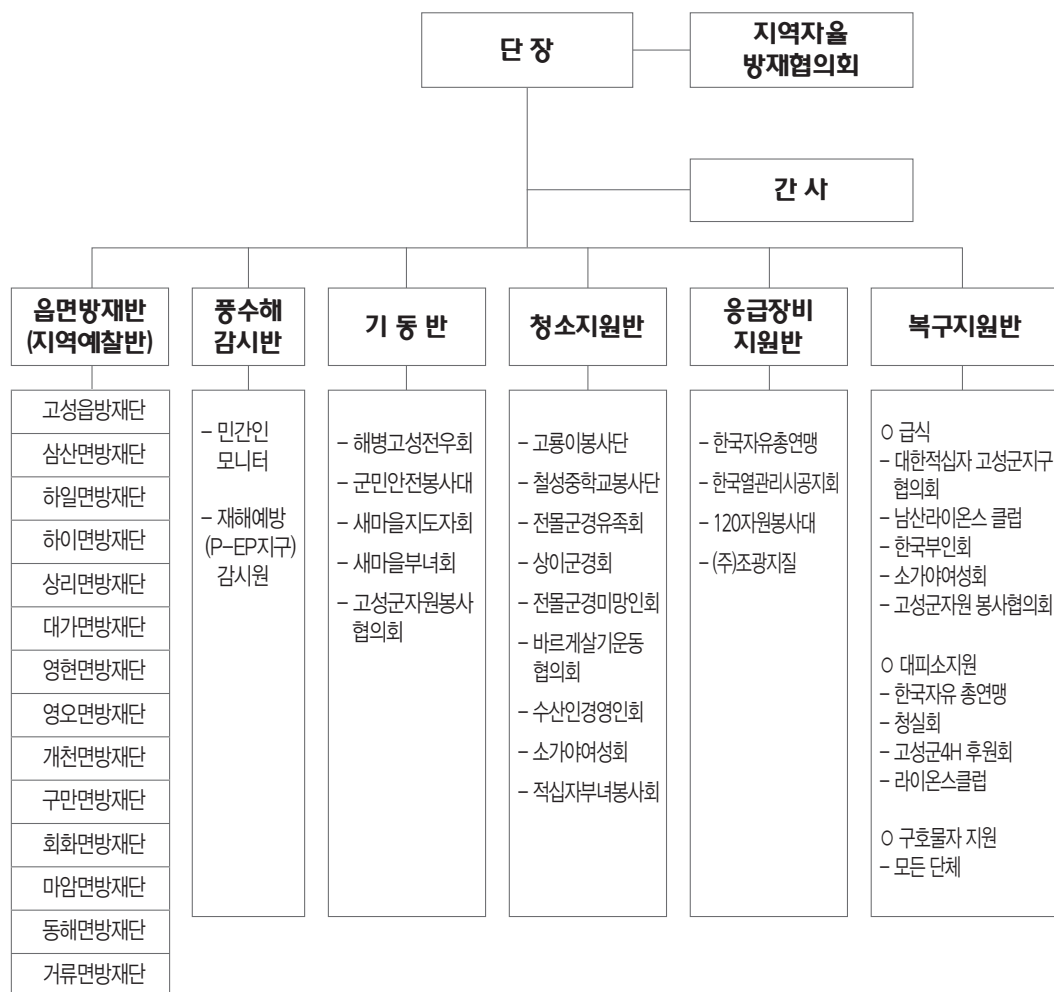 단 장
지역자율
방재협의회
간 사
읍면방재반
(지역예찰반)
고성읍방재단
삼산면방재단
하일면방재단
하이면방재단
상리면방재단
대가면방재단
영현면방재단
영오면방재단
개천면방재단
구만면방재단
회화면방재단
마암면방재단
동해면방재단
거류면방재단
풍수해
감시반
– 민간인
모니터
– 재해예방
(P–EP지구)
감시원
기 동 반
– 해병고성전우회
– 군민안전봉사대
– 새마을지도자회
– 새마을부녀회
– 고성군자원봉사
협의회
청소지원반
– 고룡이봉사단
– 철성중학교봉사단
– 전몰군경유족회
– 상이군경회
– 전몰군경미망인회
– 바르게살기운동
협의회
– 수산인경영인회
– 소가야여성회
– 적십자부녀봉사회
응급장비
지원반
– 한국자유총연맹
– 한국열관리시공지회
– 120자원봉사대
– (주)조광지질
복구지원반
ㅇ 급식
– 대한적십자 고성군지구
협의회
– 남산라이온스 클럽
– 한국부인회
– 소가야여성회
– 고성군자원 봉사협의회
ㅇ 대피소지원
– 한국자유 총연맹
– 청실회
– 고성군4H 후원회
– 라이온스클럽
ㅇ 구호물자 지원
– 모든 단체